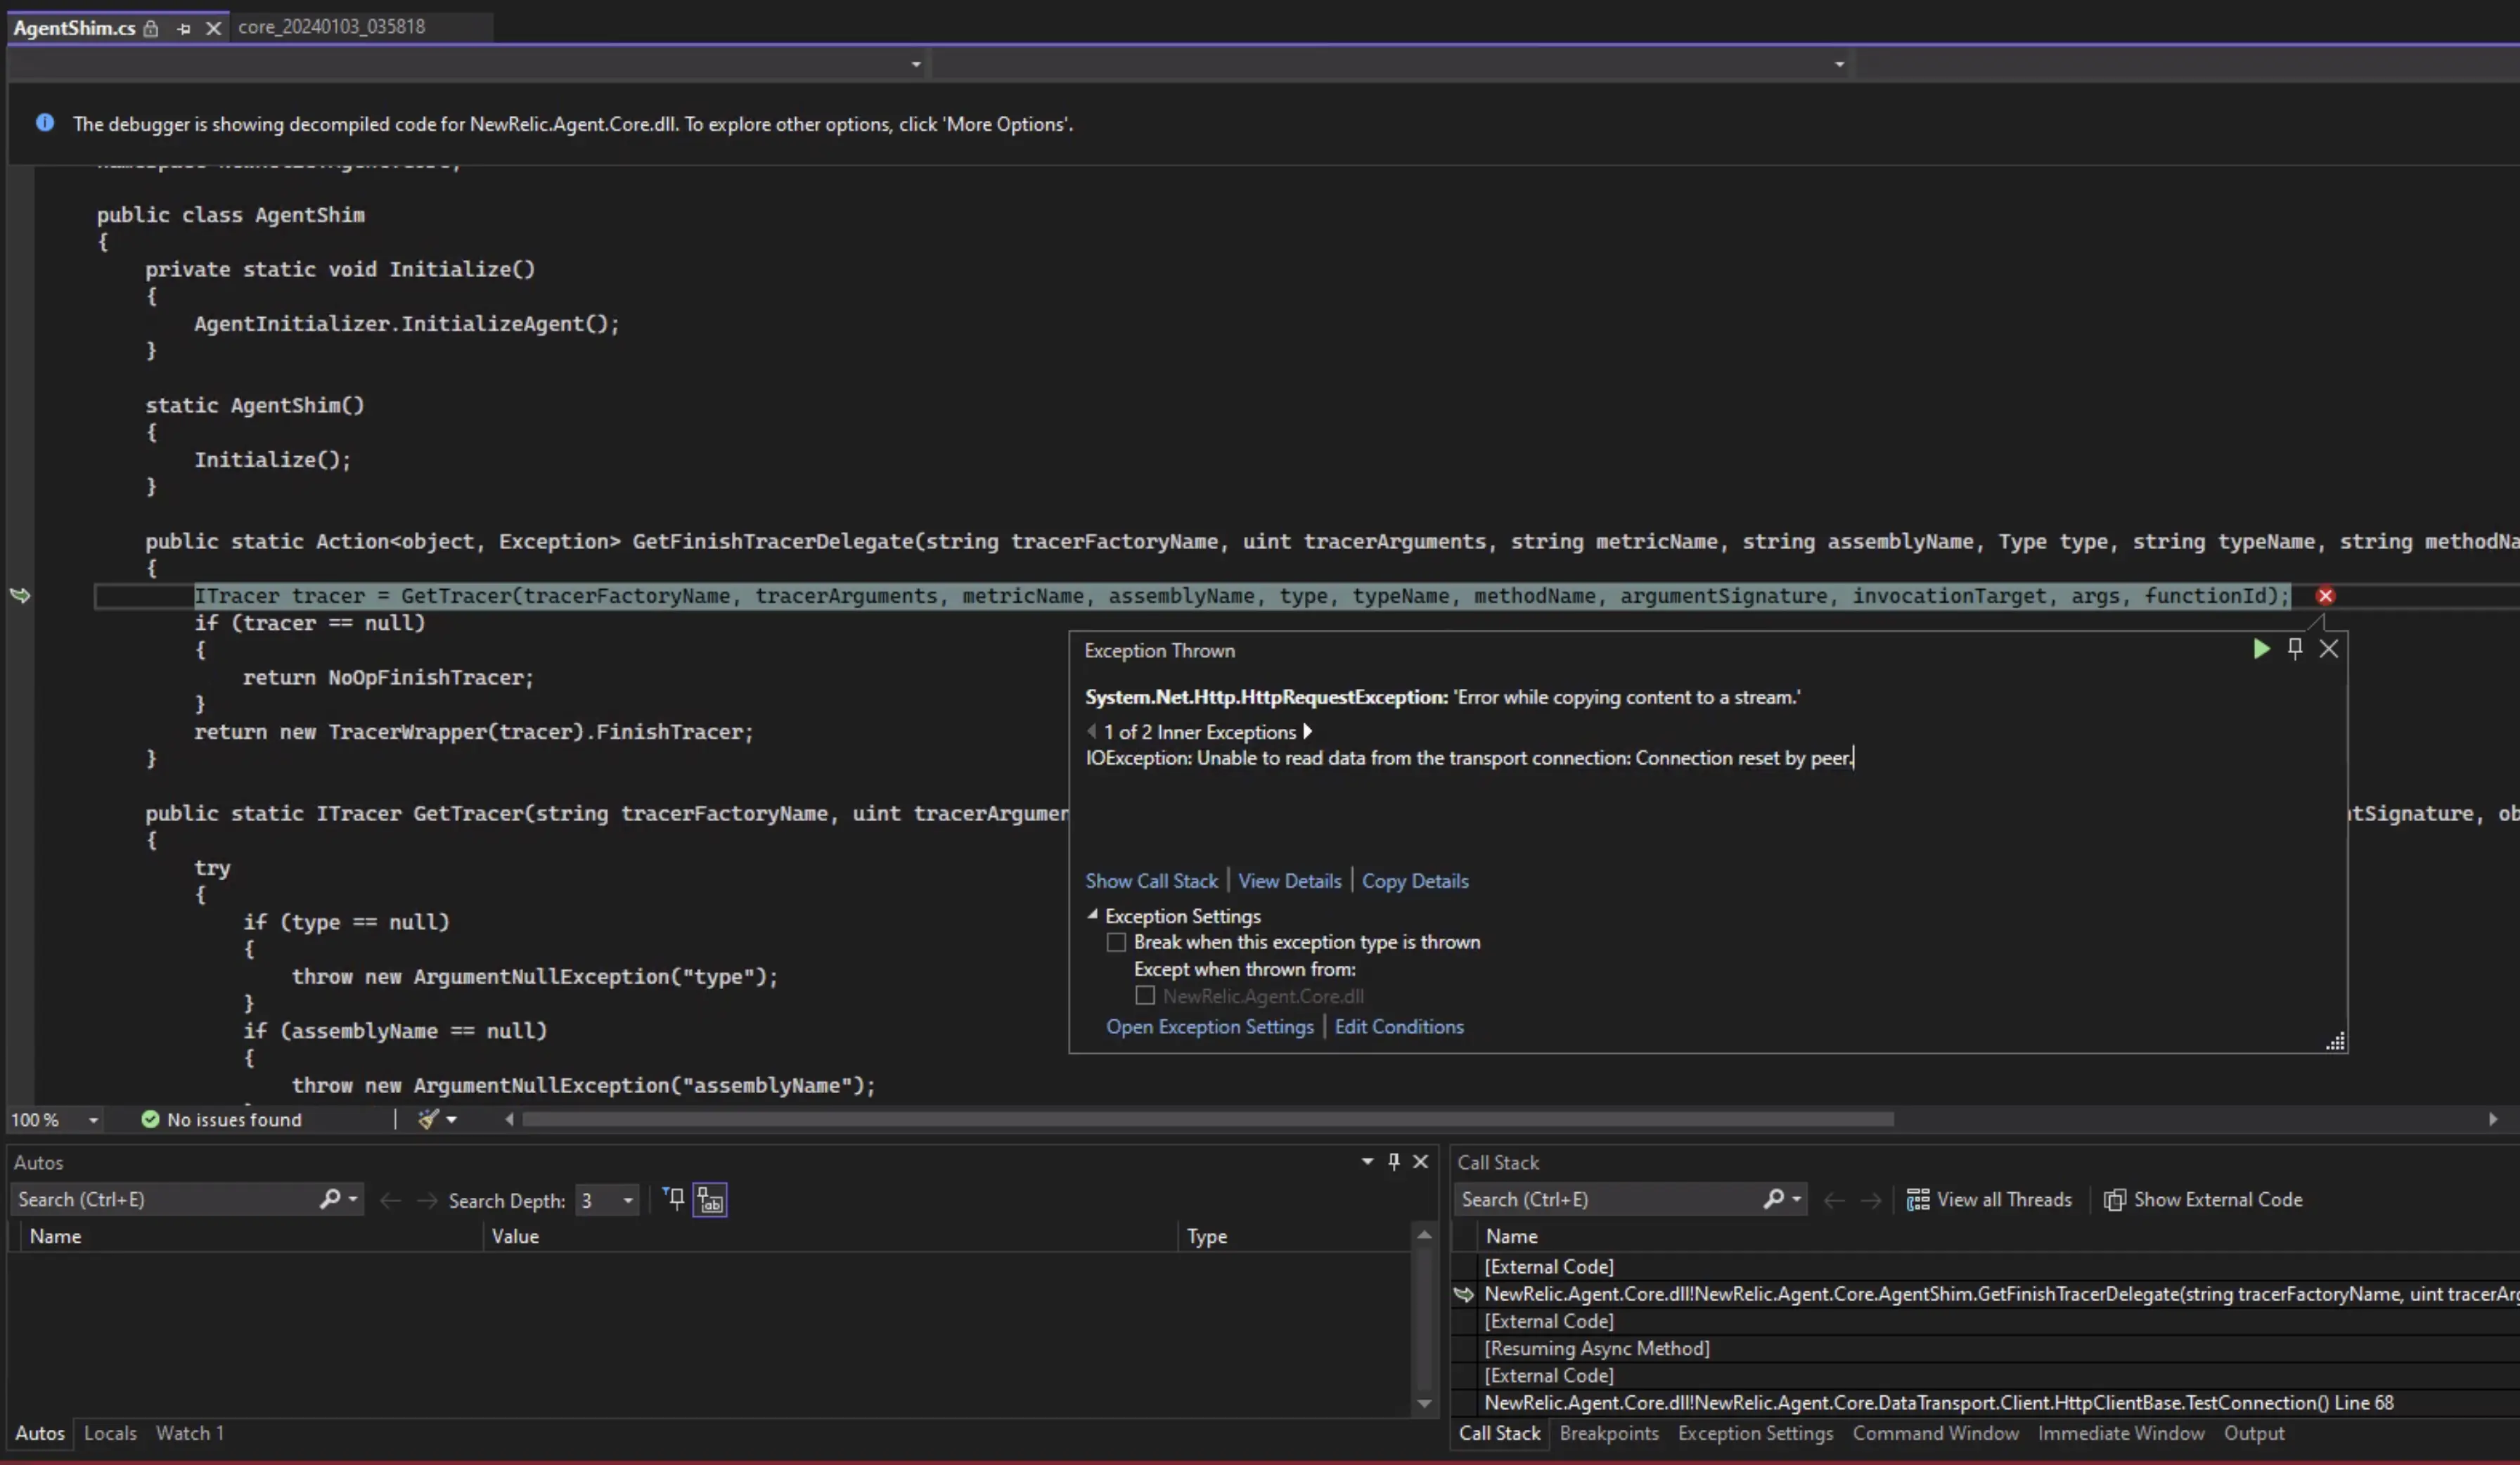 AgentShim.cs
core_20240103_035818
The debugger is showing decompiled code for NewRelic.Agent.Core.dll. To explore other options, click 'More Options'.
public class AgentShim
{
private static void Initialize()
{
AgentInitializer.InitializeAgent();
}
static AgentShim()
{
Initialize();
}
public static Action<object, Exception> GetFinishTracerDelegate(string tracerFactoryName, uint tracerArguments, string metricName, string assemblyName, Type type, string typeName, string methodNa
{
ITracer tracer = GetTracer(tracerFactoryName, tracerArguments, metricName, assemblyName, type, typeName, methodName, argumentSignature, invocationTarget, args, functionId);
if (tracer == null)
{
return NoOpFinishTracer;
}
return new TracerWrapper(tracer).FinishTracer;
}
public static ITracer GetTracer(string tracerFactoryName, uint tracerArgumen
ntSignature, ob
{
try
{
if (type == null)
{
throw new ArgumentNullException("type");
}
if (assemblyName == null)
{
throw new ArgumentNullException("assemblyName");
Exception Thrown
System.Net.Http.HttpRequestException: 'Error while copying content to a stream.'
1 of 2 Inner Exceptions
IOException: Unable to read data from the transport connection: Connection reset by peer.
Show Call Stack | View Details | Copy Details
Exception Settings
Break when this exception type is thrown
Except when thrown from:
NewRelic.Agent.Core.dll
Open Exception Settings | Edit Conditions
100 %
No issues found
Autos
Search (Ctrl+E)
Search Depth: 3
Name Value Type
Autos Locals Watch 1
Call Stack
Search (Ctrl+E)
View all Threads
Show External Code
Name
[External Code]
NewRelic.Agent.Core.dll!NewRelic.Agent.Core.AgentShim.GetFinishTracerDelegate(string tracerFactoryName, uint tracerArg
[External Code]
[Resuming Async Method]
[External Code]
NewRelic.Agent.Core.dll!NewRelic.Agent.Core.DataTransport.Client.HttpClientBase.TestConnection() Line 68
Call Stack Breakpoints Exception Settings Command Window Immediate Window Output